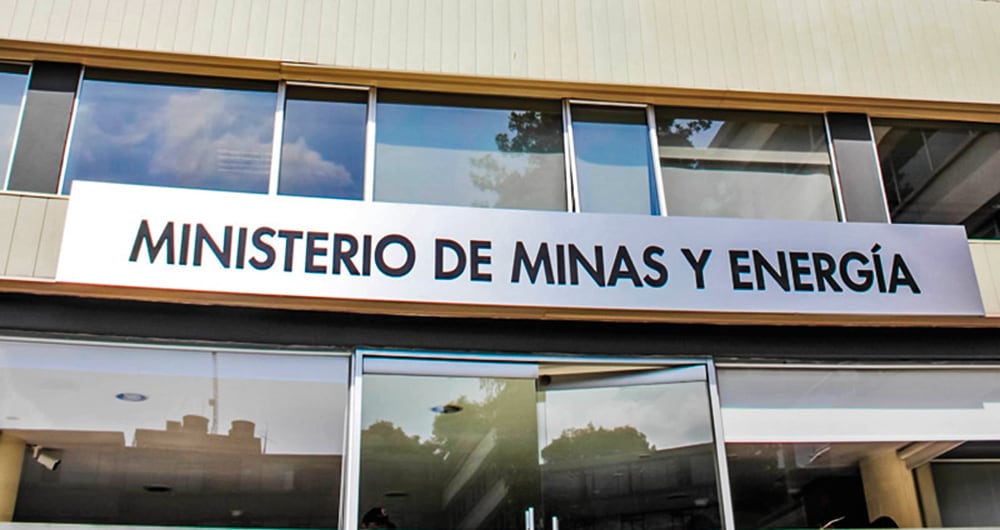 MINISTERIO DE MINAS Y ENERGÍA